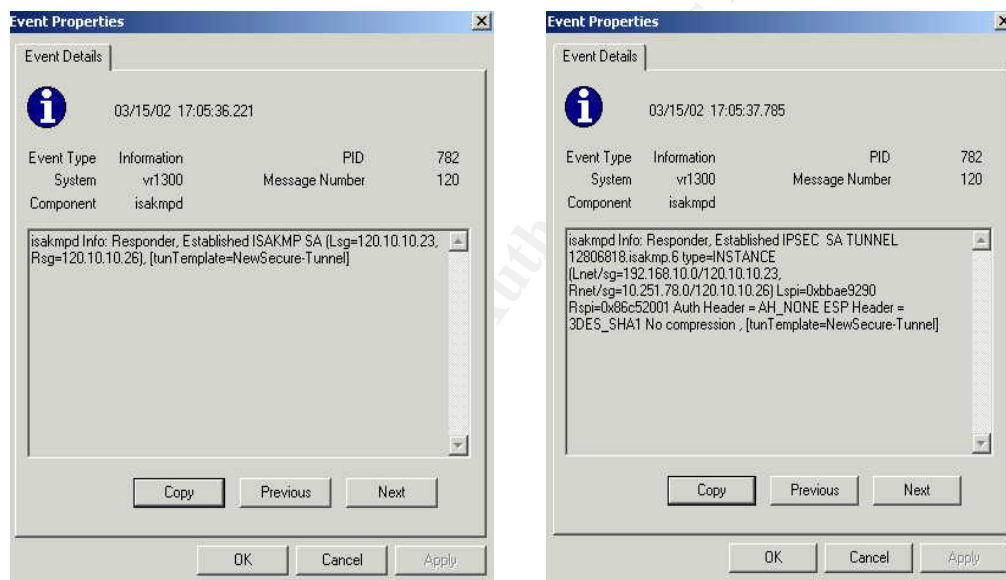 Event Properties
Event Details
03/15/02 17:05:36.221
Event Type Information PID 782
System vr1300 Message Number 120
Component isakmpd
isakmpd Info: Responder, Established ISAKMP SA (Lsg=120.10.10.23,
Rsg=120.10.10.26), [tunTemplate=NewSecure-Tunnel]
Copy Previous Next
OK Cancel Apply
Event Properties
Event Details
03/15/02 17:05:37.785
Event Type Information PID 782
System vr1300 Message Number 120
Component isakmpd
isakmpd Info: Responder, Established IPSEC SA TUNNEL
12806818.isakmp.6 type=INSTANCE
(Lnet/sg=192.168.10.0/120.10.10.23,
Rnet/sg=10.251.78.0/120.10.10.26) Lspi=0xbbae9290
Rspi=0x86c52001 Auth Header = AH_NONE ESP Header =
3DES_SHA1 No compression , [tunTemplate=NewSecure-Tunnel]
Copy Previous Next
OK Cancel Apply